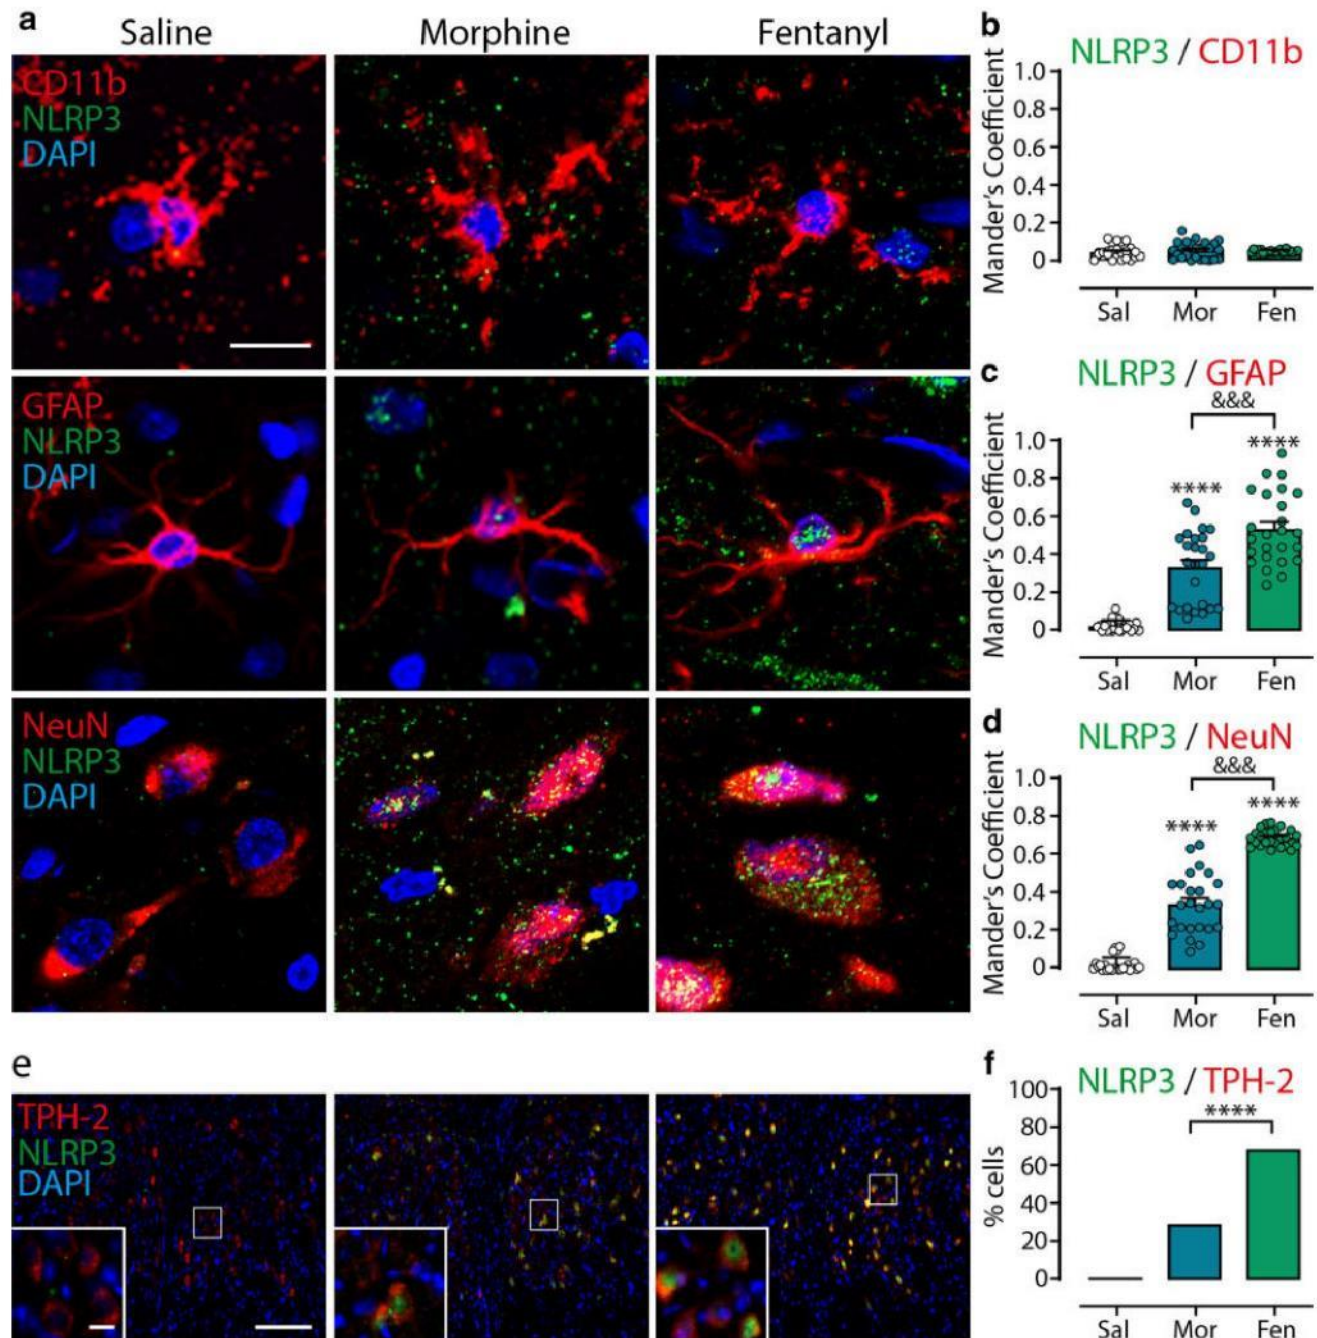 a
Saline
Morphine
Fentanyl
CD11b
NLRP3
DAPI
GFAP
NLRP3
DAPI
NeuN
NLRP3
DAPI
b
NLRP3 / CD11b
Mander's Coefficient
1.0
0.8
0.6
0.4
0.2
0
Sal Mor Fen
c
NLRP3 / GFAP
&&&
****
****
Mander's Coefficient
1.0
0.8
0.6
0.4
0.2
0
Sal Mor Fen
d
NLRP3 / NeuN
&&&
****
****
Mander's Coefficient
1.0
0.8
0.6
0.4
0.2
0
Sal Mor Fen
e
TPH-2
NLRP3
DAPI
f
NLRP3 / TPH-2
****
% cells
100
80
60
40
20
0
Sal Mor Fen